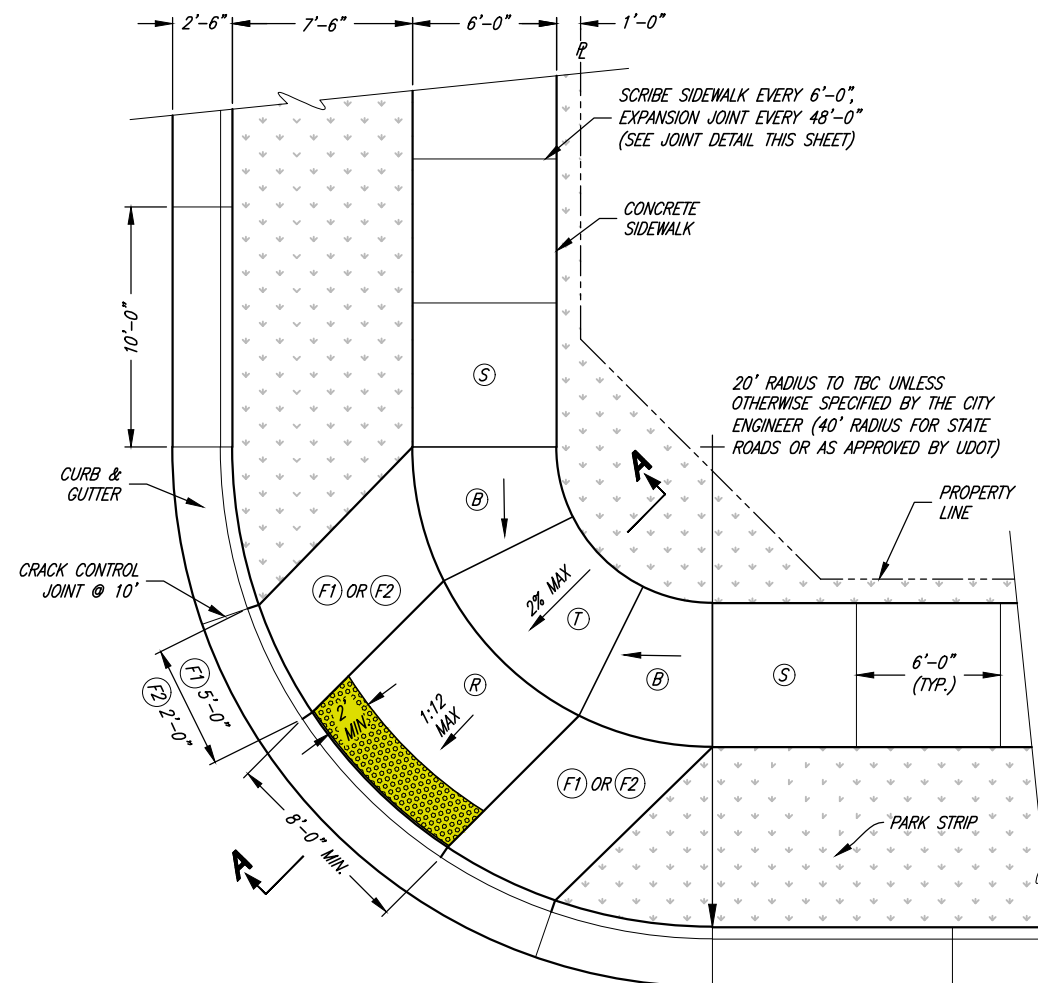 2'-6"
7'-6"
6'-0"
1'-0"
PL
SCRIBE SIDEWALK EVERY 6'-0",
EXPANSION JOINT EVERY 48'-0"
(SEE JOINT DETAIL THIS SHEET)
CONCRETE
SIDEWALK
10'-0"
S
20' RADIUS TO TBC UNLESS
OTHERWISE SPECIFIED BY THE CITY
ENGINEER (40' RADIUS FOR STATE
ROADS OR AS APPROVED BY UDOT)
A
CURB &
GUTTER
B
PROPERTY
LINE
CRACK CONTROL
JOINT @ 10'
F1 OR F2
2% MAX
T
B
S
6'-0"
(TYP.)
F1 5'-0"
F2 2'-0"
R
2'
MIN.
1:12
MAX
F1 OR F2
8'-0" MIN.
PARK STRIP
A